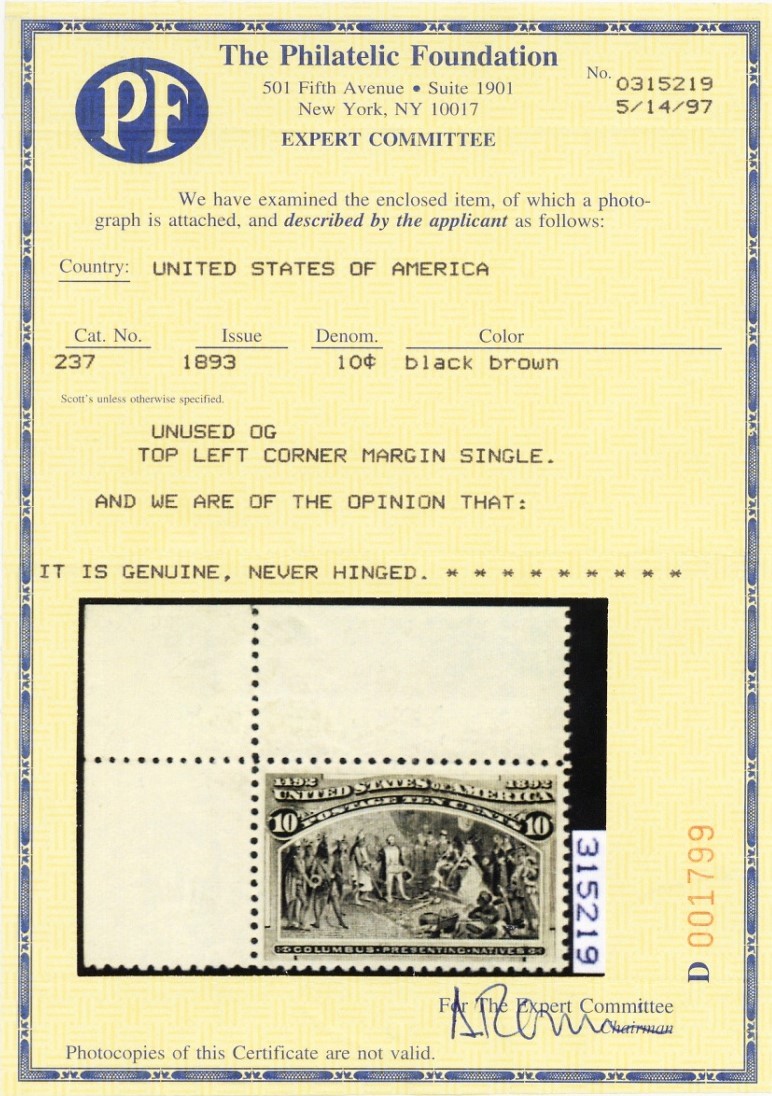 The Philatelic Foundation
PF
501 Fifth Avenue • Suite 1901
New York, NY 10017
EXPERT COMMITTEE
No. 0315219
5/14/97
We have examined the enclosed item, of which a photo-
graph is attached, and described by the applicant as follows:
Country: UNITED STATES OF AMERICA
Cat. No. Issue Denom. Color
237 1893 10¢ black brown
Scott's unless otherwise specified.
UNUSED OG
TOP LEFT CORNER MARGIN SINGLE.
AND WE ARE OF THE OPINION THAT:
IT IS GENUINE, NEVER HINGED. * * * * * * * * *
1492 1892
UNITED STATES OF AMERICA
POSTAGE TEN CENTS
10 10
COLUMBUS · PRESENTING · NATIVES
315219
D 001799
For The Expert Committee
Chairman
Photocopies of this Certificate are not valid.